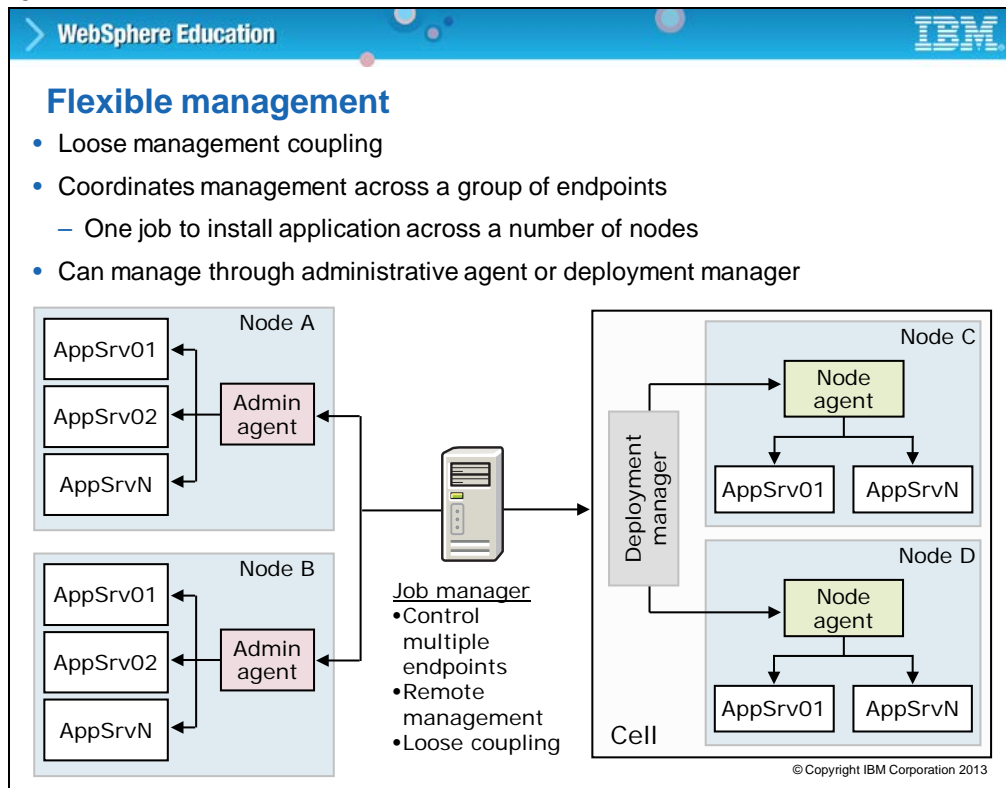 WebSphere Education
IBM.
Flexible management
• Loose management coupling
• Coordinates management across a group of endpoints
– One job to install application across a number of nodes
• Can manage through administrative agent or deployment manager
Node A
AppSrv01
AppSrv02
AppSrvN
Admin
agent
Node B
AppSrv01
AppSrv02
AppSrvN
Admin
agent
Job manager
•Control
multiple
endpoints
•Remote
management
•Loose coupling
Deployment
manager
Cell
Node C
Node
agent
AppSrv01
AppSrvN
Node D
Node
agent
AppSrv01
AppSrvN
© Copyright IBM Corporation 2013